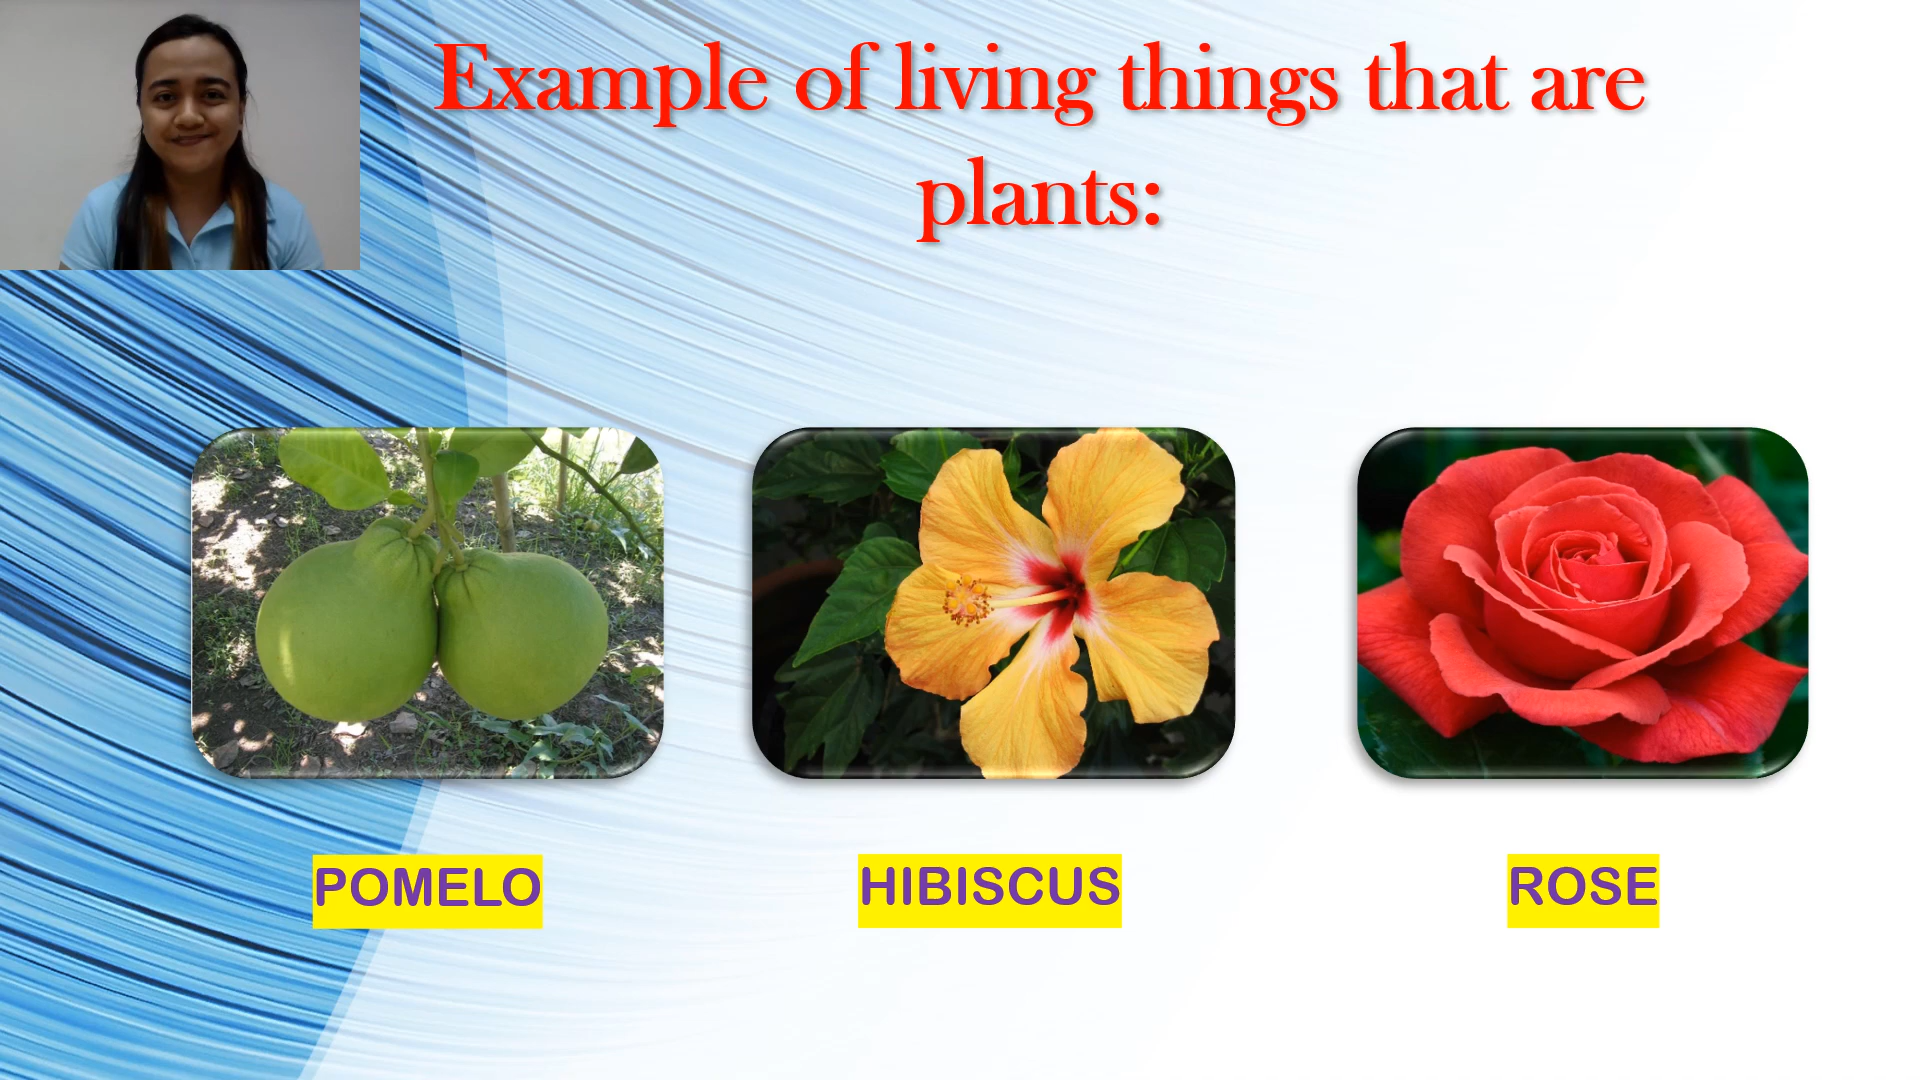 Example of living things that are
plants:
POMELO
HIBISCUS
ROSE